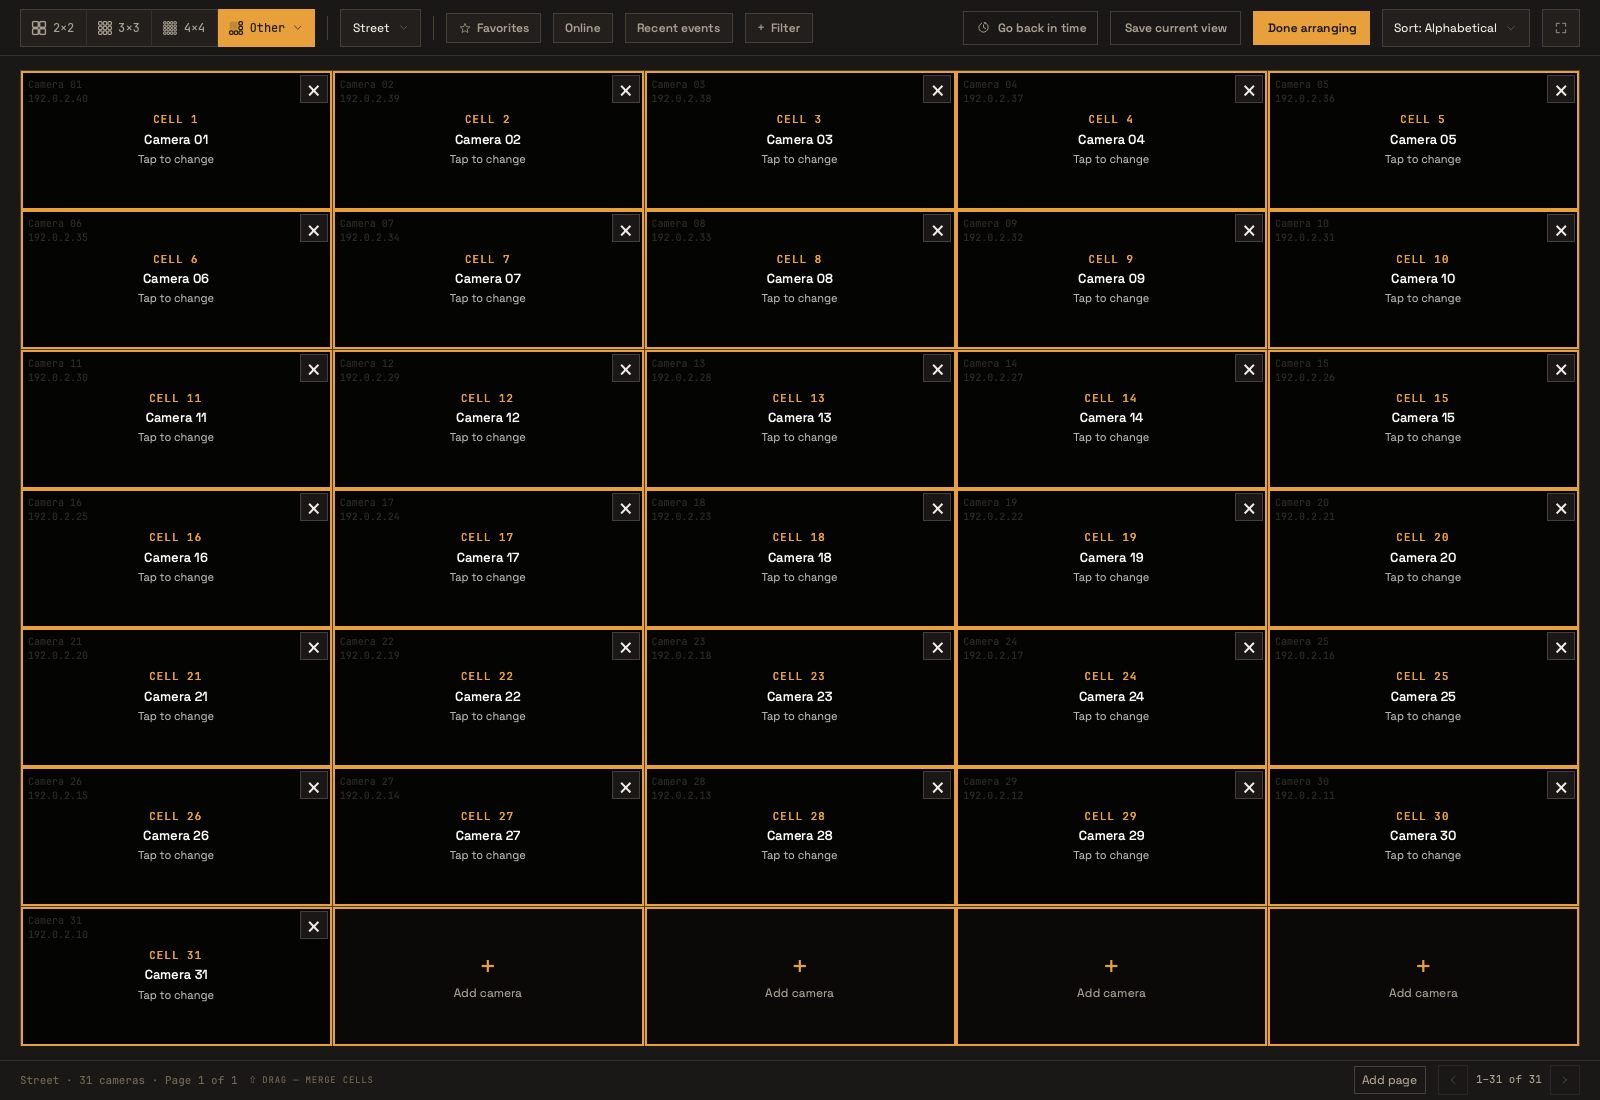 2×2 3×3 4×4 Other Street Favorites Online Recent events + Filter Go back in time Save current view Done arranging Sort: Alphabetical
Camera 01 Camera 02 Camera 03 Camera 04 Camera 05
192.0.2.40 192.0.2.39 192.0.2.38 192.0.2.37 192.0.2.36
CELL 1 CELL 2 CELL 3 CELL 4 CELL 5
Camera 01 Camera 02 Camera 03 Camera 04 Camera 05
Tap to change Tap to change Tap to change Tap to change Tap to change
Camera 06 Camera 07 Camera 08 Camera 09 Camera 10
192.0.2.35 192.0.2.34 192.0.2.33 192.0.2.32 192.0.2.31
CELL 6 CELL 7 CELL 8 CELL 9 CELL 10
Camera 06 Camera 07 Camera 08 Camera 09 Camera 10
Tap to change Tap to change Tap to change Tap to change Tap to change
Camera 11 Camera 12 Camera 13 Camera 14 Camera 15
192.0.2.30 192.0.2.29 192.0.2.28 192.0.2.27 192.0.2.26
CELL 11 CELL 12 CELL 13 CELL 14 CELL 15
Camera 11 Camera 12 Camera 13 Camera 14 Camera 15
Tap to change Tap to change Tap to change Tap to change Tap to change
Camera 16 Camera 17 Camera 18 Camera 19 Camera 20
192.0.2.25 192.0.2.24 192.0.2.23 192.0.2.22 192.0.2.21
CELL 16 CELL 17 CELL 18 CELL 19 CELL 20
Camera 16 Camera 17 Camera 18 Camera 19 Camera 20
Tap to change Tap to change Tap to change Tap to change Tap to change
Camera 21 Camera 22 Camera 23 Camera 24 Camera 25
192.0.2.20 192.0.2.19 192.0.2.18 192.0.2.17 192.0.2.16
CELL 21 CELL 22 CELL 23 CELL 24 CELL 25
Camera 21 Camera 22 Camera 23 Camera 24 Camera 25
Tap to change Tap to change Tap to change Tap to change Tap to change
Camera 26 Camera 27 Camera 28 Camera 29 Camera 30
192.0.2.15 192.0.2.14 192.0.2.13 192.0.2.12 192.0.2.11
CELL 26 CELL 27 CELL 28 CELL 29 CELL 30
Camera 26 Camera 27 Camera 28 Camera 29 Camera 30
Tap to change Tap to change Tap to change Tap to change Tap to change
Camera 31
192.0.2.10
CELL 31
Camera 31
Tap to change
+ + + +
Add camera Add camera Add camera Add camera
Street · 31 cameras · Page 1 of 1 ⇧ DRAG — MERGE CELLS Add page 1–31 of 31